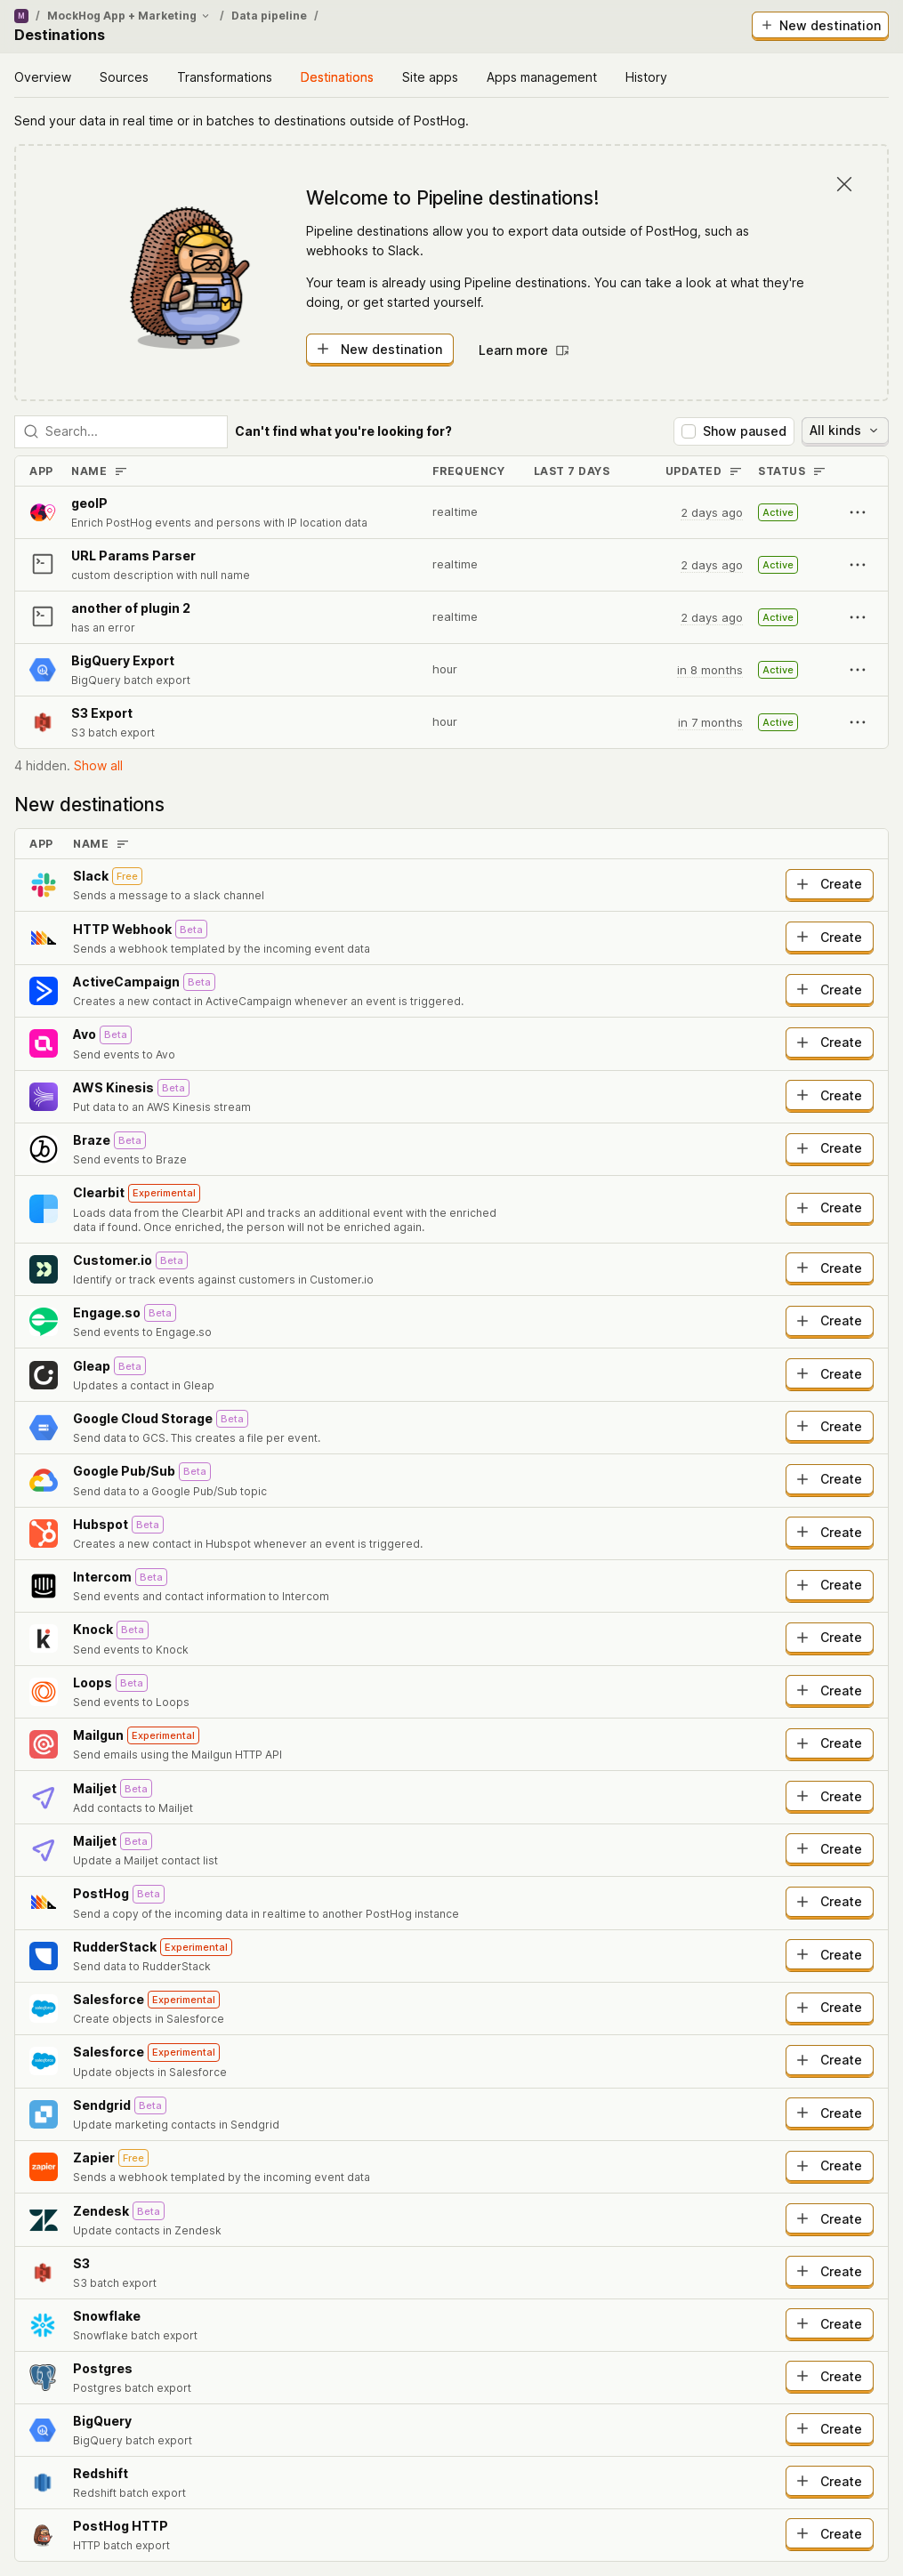 M / MockHog App + Marketing / Data pipeline /
Destinations
New destination
Overview Sources Transformations Destinations Site apps Apps management History
Send your data in real time or in batches to destinations outside of PostHog.
Welcome to Pipeline destinations!
Pipeline destinations allow you to export data outside of PostHog, such as
webhooks to Slack.
Your team is already using Pipeline destinations. You can take a look at what they're
doing, or get started yourself.
New destination Learn more
Search... Can't find what you're looking for? Show paused All kinds
APP NAME FREQUENCY LAST 7 DAYS UPDATED STATUS
geoIP
Enrich PostHog events and persons with IP location data
realtime 2 days ago Active
URL Params Parser
custom description with null name
realtime 2 days ago Active
another of plugin 2
has an error
realtime 2 days ago Active
BigQuery Export
BigQuery batch export
hour in 8 months Active
S3 Export
S3 batch export
hour in 7 months Active
4 hidden. Show all
New destinations
APP NAME
Slack Free
Sends a message to a slack channel
Create
HTTP Webhook Beta
Sends a webhook templated by the incoming event data
Create
ActiveCampaign Beta
Creates a new contact in ActiveCampaign whenever an event is triggered.
Create
Avo Beta
Send events to Avo
Create
AWS Kinesis Beta
Put data to an AWS Kinesis stream
Create
Braze Beta
Send events to Braze
Create
Clearbit Experimental
Loads data from the Clearbit API and tracks an additional event with the enriched
data if found. Once enriched, the person will not be enriched again.
Create
Customer.io Beta
Identify or track events against customers in Customer.io
Create
Engage.so Beta
Send events to Engage.so
Create
Gleap Beta
Updates a contact in Gleap
Create
Google Cloud Storage Beta
Send data to GCS. This creates a file per event.
Create
Google Pub/Sub Beta
Send data to a Google Pub/Sub topic
Create
Hubspot Beta
Creates a new contact in Hubspot whenever an event is triggered.
Create
Intercom Beta
Send events and contact information to Intercom
Create
Knock Beta
Send events to Knock
Create
Loops Beta
Send events to Loops
Create
Mailgun Experimental
Send emails using the Mailgun HTTP API
Create
Mailjet Beta
Add contacts to Mailjet
Create
Mailjet Beta
Update a Mailjet contact list
Create
PostHog Beta
Send a copy of the incoming data in realtime to another PostHog instance
Create
RudderStack Experimental
Send data to RudderStack
Create
Salesforce Experimental
Create objects in Salesforce
Create
Salesforce Experimental
Update objects in Salesforce
Create
Sendgrid Beta
Update marketing contacts in Sendgrid
Create
zapier
Zapier Free
Sends a webhook templated by the incoming event data
Create
Zendesk Beta
Update contacts in Zendesk
Create
S3
S3 batch export
Create
Snowflake
Snowflake batch export
Create
Postgres
Postgres batch export
Create
BigQuery
BigQuery batch export
Create
Redshift
Redshift batch export
Create
PostHog HTTP
HTTP batch export
Create